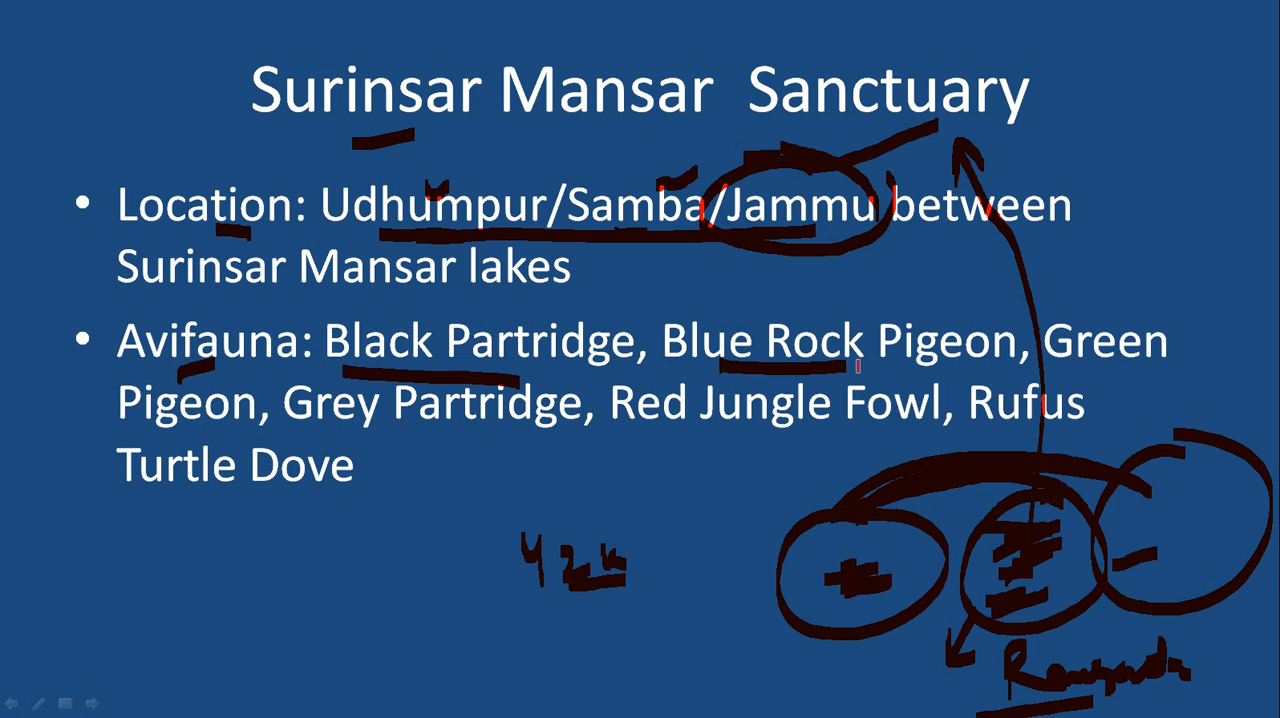 Surinsar Mansar Sanctuary
• Location: Udhumpur/Samba/Jammu between
Surinsar Mansar lakes
• Avifauna: Black Partridge, Blue Rock Pigeon, Green
Pigeon, Grey Partridge, Red Jungle Fowl, Rufus
Turtle Dove